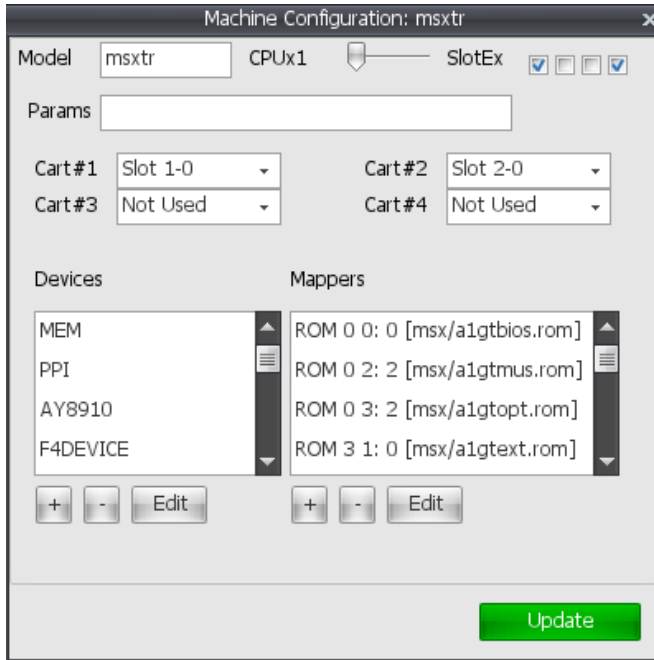 Machine Configuration: msxtr x
Model msxtr CPUx1 SlotEx
Params
Cart#1 Slot 1-0 Cart#2 Slot 2-0
Cart#3 Not Used Cart#4 Not Used
Devices Mappers
MEM ROM 0 0: 0 [msx/a1gtbios.rom]
PPI ROM 0 2: 2 [msx/a1gtmus.rom]
AY8910 ROM 0 3: 2 [msx/a1gtopt.rom]
F4DEVICE ROM 3 1: 0 [msx/a1gtext.rom]
+ - Edit + - Edit
Update